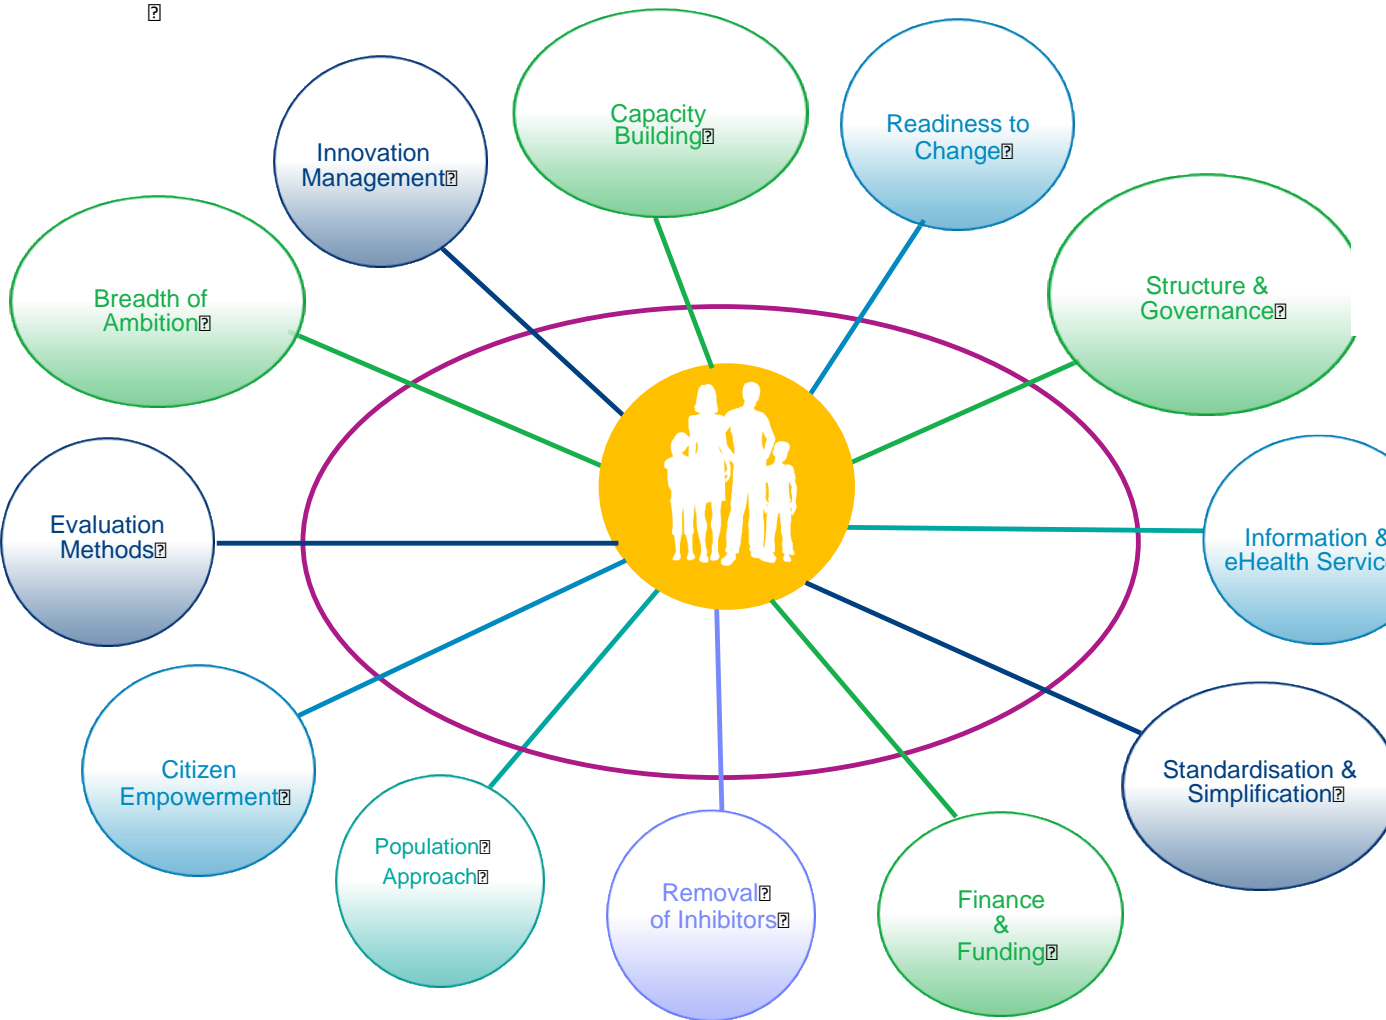 Capacity
Building
Readiness to
Change
Innovation
Management
Structure &
Governance
Breadth of
Ambition
Evaluation
Methods
Information &
eHealth Servic
Citizen
Empowerment
Standardisation &
Simplification
Population
Approach
Removal
of Inhibitors
Finance
&
Funding